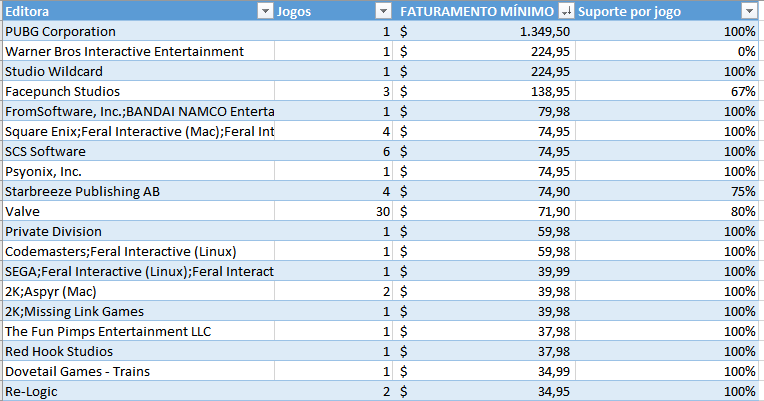 Editora Jogos FATURAMENTO MÍNIMO Suporte por jogo
PUBG Corporation 1 $ 1.349,50 100%
Warner Bros Interactive Entertainment 1 $ 224,95 0%
Studio Wildcard 1 $ 224,95 100%
Facepunch Studios 3 $ 138,95 67%
FromSoftware, Inc.;BANDAI NAMCO Enterta 1 $ 79,98 100%
Square Enix;Feral Interactive (Mac);Feral Int 4 $ 74,95 100%
SCS Software 6 $ 74,95 100%
Psyonix, Inc. 1 $ 74,95 100%
Starbreeze Publishing AB 4 $ 74,90 75%
Valve 30 $ 71,90 80%
Private Division 1 $ 59,98 100%
Codemasters;Feral Interactive (Linux) 1 $ 59,98 100%
SEGA;Feral Interactive (Linux);Feral Interact 1 $ 39,99 100%
2K;Aspyr (Mac) 2 $ 39,98 100%
2K;Missing Link Games 1 $ 39,98 100%
The Fun Pimps Entertainment LLC 1 $ 37,98 100%
Red Hook Studios 1 $ 37,98 100%
Dovetail Games - Trains 1 $ 34,99 100%
Re-Logic 2 $ 34,95 100%